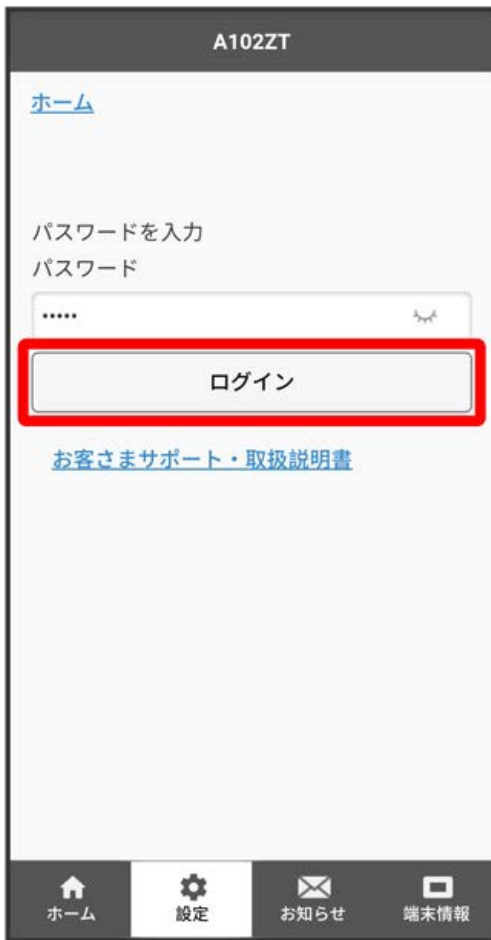 A102ZT
ホーム
パスワードを入力
パスワード
•••••
ログイン
お客さまサポート・取扱説明書
ホーム
設定
お知らせ
端末情報